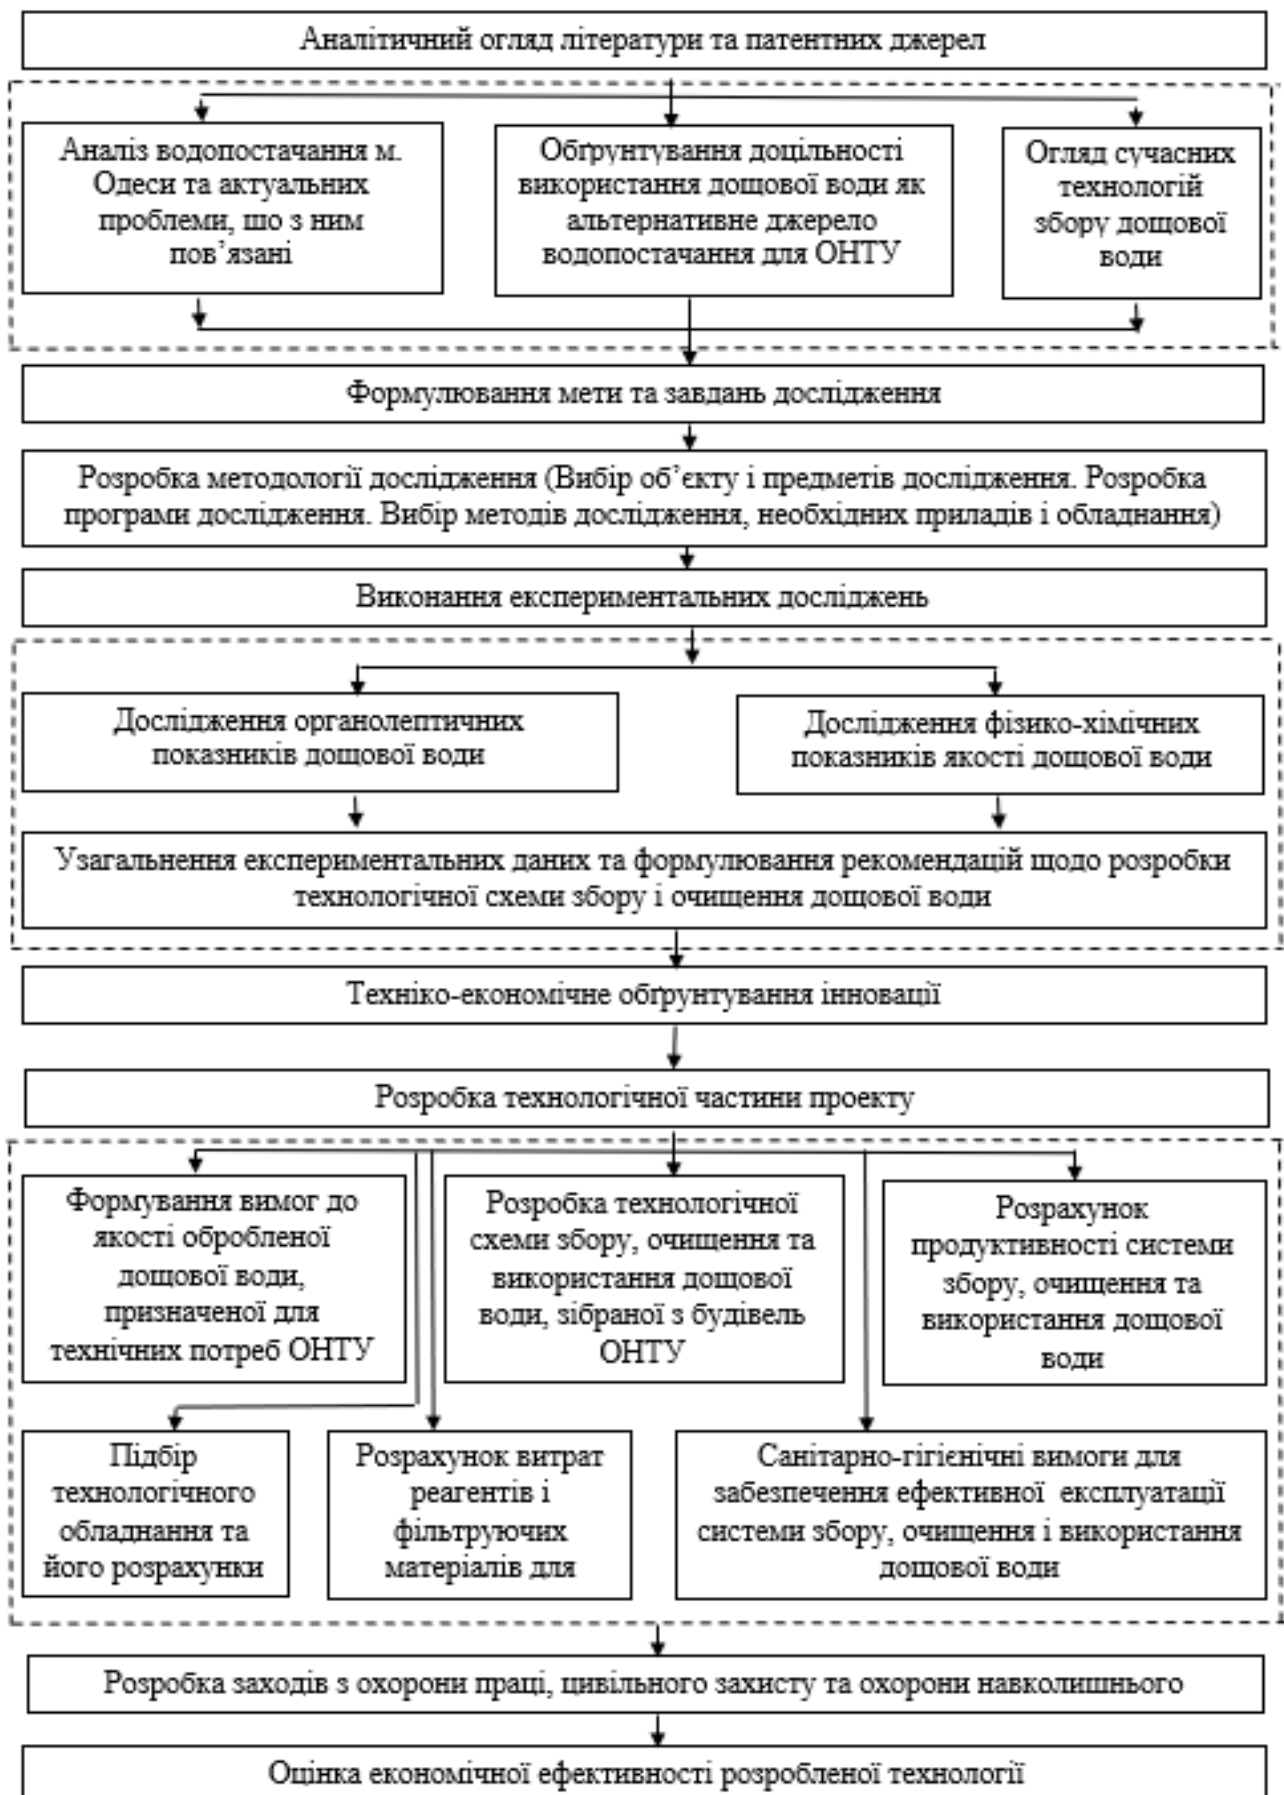 Аналітичний огляд літератури та патентних джерел
Аналіз водопостачання м.
Одеси та актуальних
проблеми, шо з ним
пов’язані
Обґрунтування доцільності
використання дощової води як
альтернативне джерело
водопостачання для ОНТУ
Огляд сучасних
технологій
збору дощової
води
Формулювання мети та завдань дослідження
Розробка методології дослідження (Вибір об’єкту і предметів дослідження. Розробка
програми дослідження. Вибір методів дослідження, необхідних приладів і обладнання)
Виконання експериментальних досліджень
Дослідження органолептичних
показників дощової води
Дослідження фізико-хімічних
показників якості дощової води
Узагальнення експериментальних даних та формулювання рекомендацій щодо розробки
технологічної схеми збору і очищення дощової води
Техніко-економічне обґрунтування інновації
Розробка технологічної частини проекту
Формування вимог до
якості обробленої
дощової води,
призначеної для
технічних потреб ОНТУ
Розробка технологічної
схеми збору, очищення та
використання дощової
води, зібраної з будівель
ОНТУ
Розрахунок
продуктивності системи
збору, очищення та
використання дощової
води
Підбір
технологічного
обладнання та
його розрахунки
Розрахунок витрат
реагентів і
фільтруючих
матеріалів для
Санітарно-гігієнічні вимоги для
забезпечення ефективної експлуатації
системи збору, очищення і використання
дощової води
Розробка заходів з охорони праці, цивільного захисту та охорони навколишнього
Оцінка економічної ефективності розробленої технології